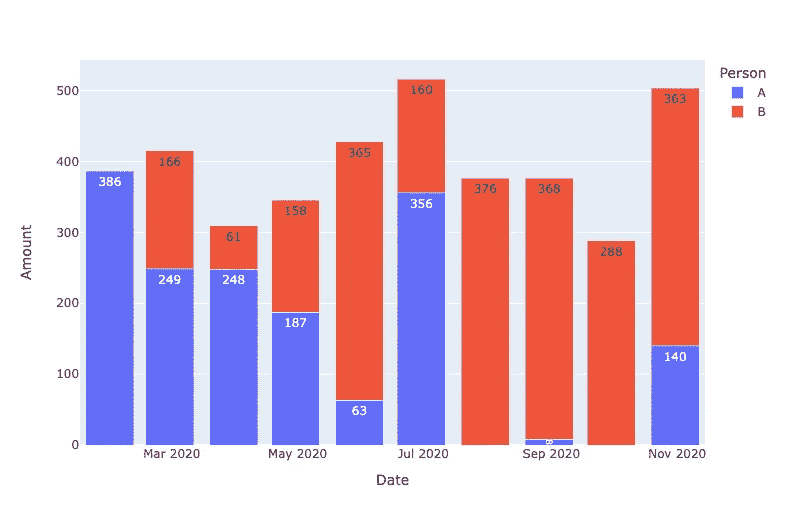 Person
A
B
500
400
300
200
100
0
Amount
386
166
249
61
248
158
187
365
63
160
356
376
368
8
288
363
140
Mar 2020
May 2020
Jul 2020
Sep 2020
Nov 2020
Date